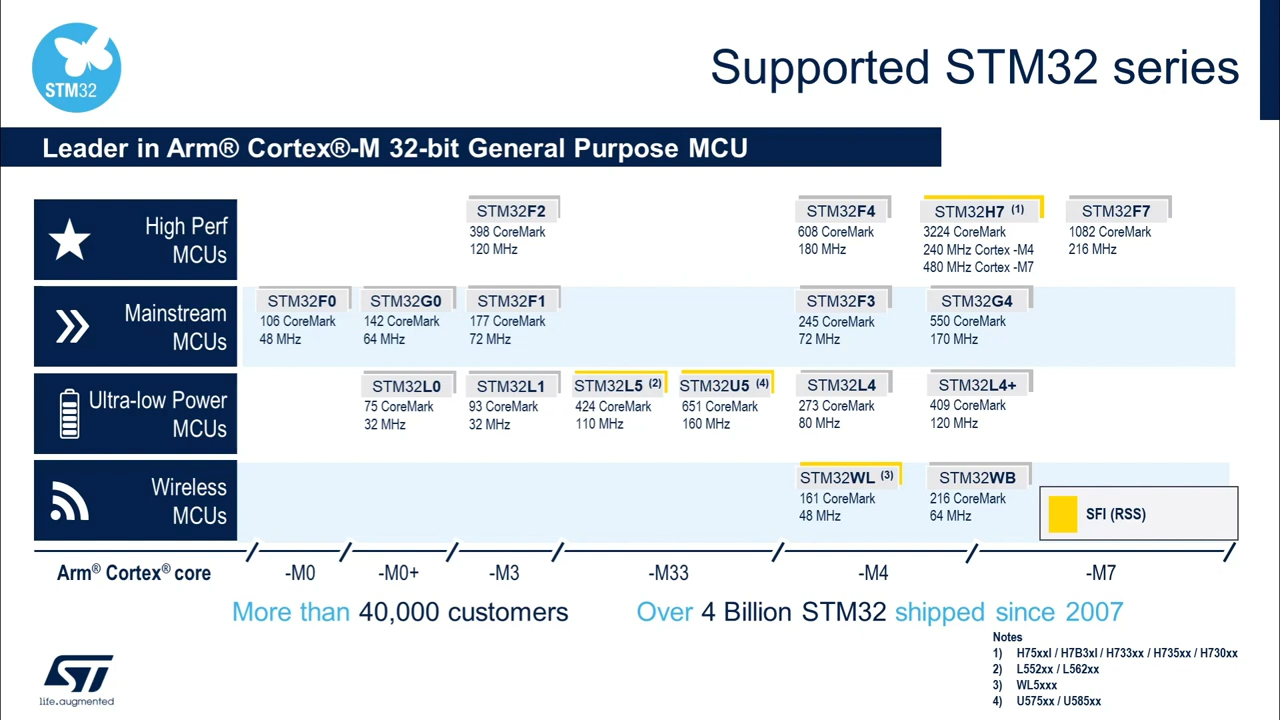 STM32
Supported STM32 series
Leader in Arm® Cortex®-M 32-bit General Purpose MCU
High Perf
MCUs
STM32F2
398 CoreMark
120 MHz
STM32F4
608 CoreMark
180 MHz
STM32H7 (1)
3224 CoreMark
240 MHz Cortex -M4
480 MHz Cortex -M7
STM32F7
1082 CoreMark
216 MHz
Mainstream
MCUs
STM32F0
106 CoreMark
48 MHz
STM32G0
142 CoreMark
64 MHz
STM32F1
177 CoreMark
72 MHz
STM32F3
245 CoreMark
72 MHz
STM32G4
550 CoreMark
170 MHz
Ultra-low Power
MCUs
STM32L0
75 CoreMark
32 MHz
STM32L1
93 CoreMark
32 MHz
STM32L5 (2)
424 CoreMark
110 MHz
STM32U5 (4)
651 CoreMark
160 MHz
STM32L4
273 CoreMark
80 MHz
STM32L4+
409 CoreMark
120 MHz
Wireless
MCUs
STM32WL (3)
161 CoreMark
48 MHz
STM32WB
216 CoreMark
64 MHz
SFI (RSS)
Arm® Cortex® core
-M0
-M0+
-M3
-M33
-M4
-M7
More than 40,000 customers
Over 4 Billion STM32 shipped since 2007
Notes
1) H75xxI / H7B3xI / H733xx / H735xx / H730xx
2) L552xx / L562xx
3) WL5xxx
4) U575xx / U585xx
ST
life.augmented